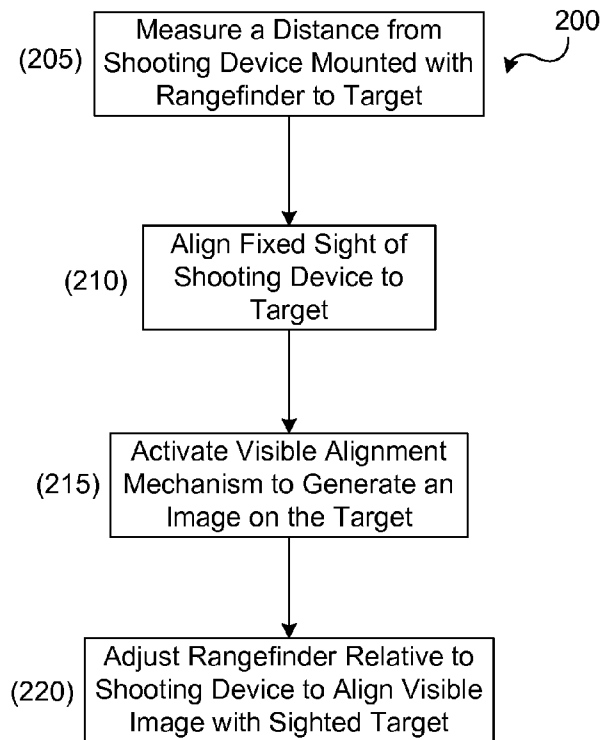 200
(205)
Measure a Distance from
Shooting Device Mounted with
Rangefinder to Target
(210)
Align Fixed Sight of
Shooting Device to
Target
(215)
Activate Visible Alignment
Mechanism to Generate an
Image on the Target
(220)
Adjust Rangefinder Relative to
Shooting Device to Align Visible
Image with Sighted Target